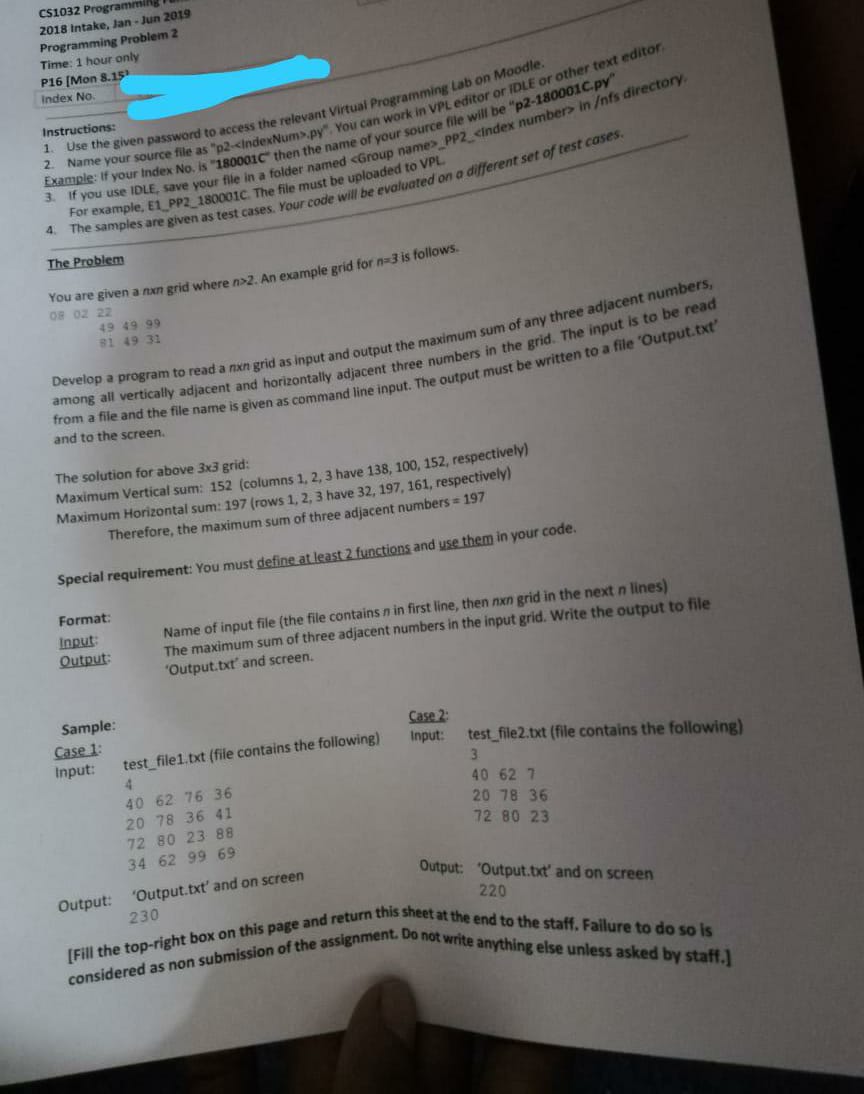 CS1032 Programming
2018 Intake, Jan - Jun 2019
Programming Problem 2
Time: 1 hour only
P16 [Mon 8.15]
Index No.
Instructions:
1. Use the given password to access the relevant Virtual Programming Lab on Moodle.
2. Name your source file as "p2-<IndexNum>.py". You can work in VPL editor or IDLE or other text editor.
Example: If your Index No. is "180001C" then the name of your source file will be "p2-180001C.py"
3. If you use IDLE, save your file in a folder named <Group name>_PP2_<Index number> in /nfs directory.
For example, E1_PP2_180001C. The file must be uploaded to VPL.
4. The samples are given as test cases. Your code will be evaluated on a different set of test cases.
The Problem
You are given a nxn grid where n>2. An example grid for n=3 is follows.
08 02 22
49 49 99
81 49 31
Develop a program to read a nxn grid as input and output the maximum sum of any three adjacent numbers,
among all vertically adjacent and horizontally adjacent three numbers in the grid. The input is to be read
from a file and the file name is given as command line input. The output must be written to a file 'Output.txt'
and to the screen.
The solution for above 3x3 grid:
Maximum Vertical sum: 152 (columns 1, 2, 3 have 138, 100, 152, respectively)
Maximum Horizontal sum: 197 (rows 1, 2, 3 have 32, 197, 161, respectively)
Therefore, the maximum sum of three adjacent numbers = 197
Special requirement: You must define at least 2 functions and use them in your code.
Format:
Input: Name of input file (the file contains n in first line, then nxn grid in the next n lines)
Output: The maximum sum of three adjacent numbers in the input grid. Write the output to file
'Output.txt' and screen.
Sample:
Case 1:
Input: test_file1.txt (file contains the following)
4
40 62 76 36
20 78 36 41
72 80 23 88
34 62 99 69
Output: 'Output.txt' and on screen
230
Case 2:
Input: test_file2.txt (file contains the following)
3
40 62 7
20 78 36
72 80 23
Output: 'Output.txt' and on screen
220
[Fill the top-right box on this page and return this sheet at the end to the staff. Failure to do so is
considered as non submission of the assignment. Do not write anything else unless asked by staff.]